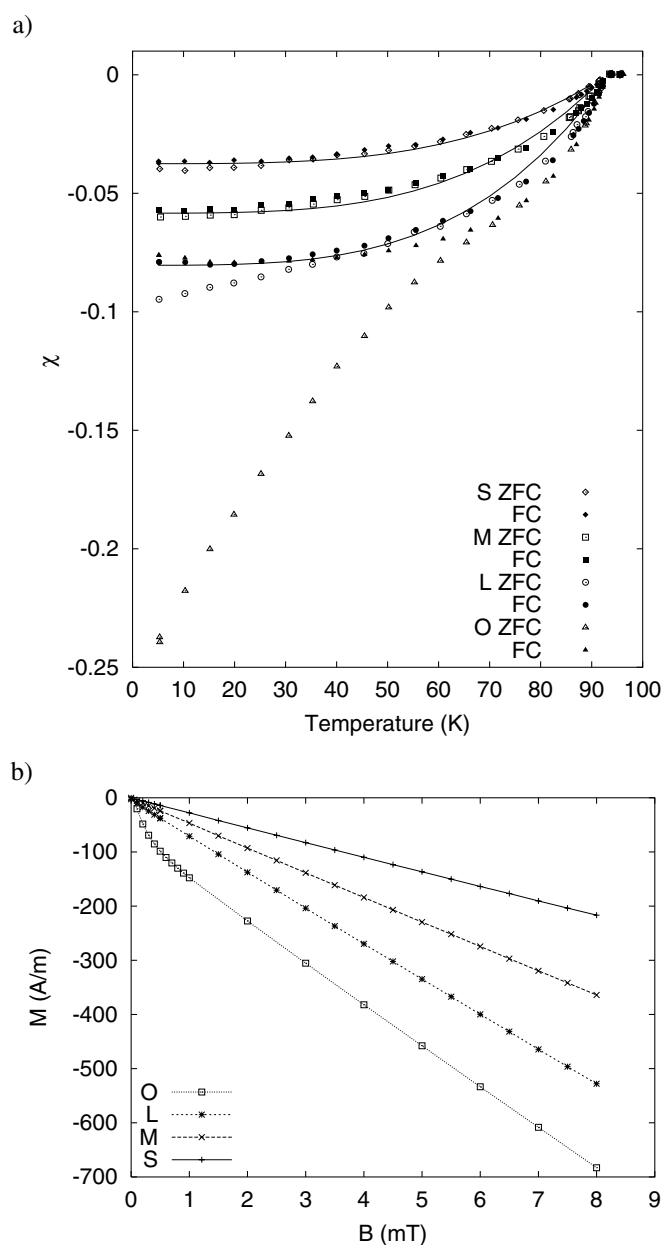 a)
0
-0.05
-0.1
-0.15
-0.2
-0.25
χ
S ZFC
FC
M ZFC
FC
L ZFC
FC
O ZFC
FC
0 10 20 30 40 50 60 70 80 90 100
Temperature (K)
b)
0
-100
-200
-300
-400
-500
-600
-700
M (A/m)
O
L
M
S
0 1 2 3 4 5 6 7 8 9
B (mT)